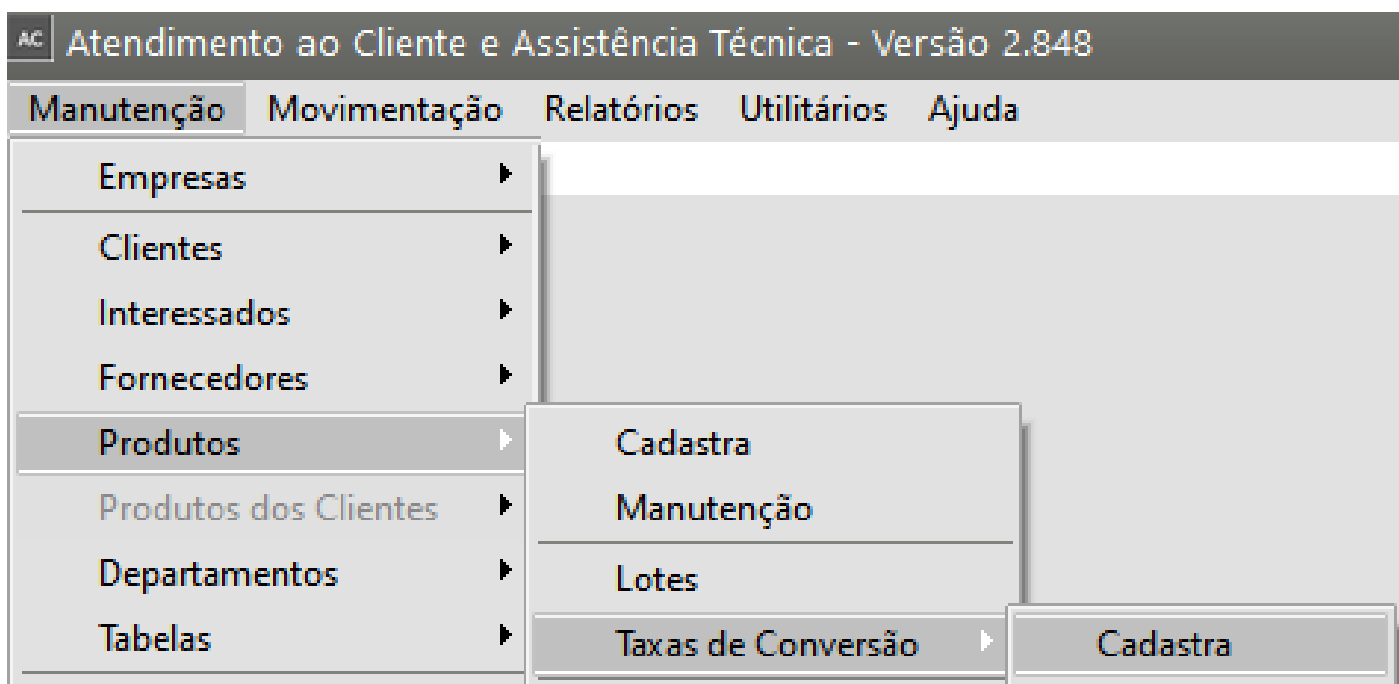 AC Atendimento ao Cliente e Assistência Técnica - Versão 2.848
Manutenção Movimentação Relatórios Utilitários Ajuda
Empresas
Clientes
Interessados
Fornecedores
Produtos
Produtos dos Clientes
Departamentos
Tabelas
Cadastra
Manutenção
Lotes
Taxas de Conversão
Cadastra